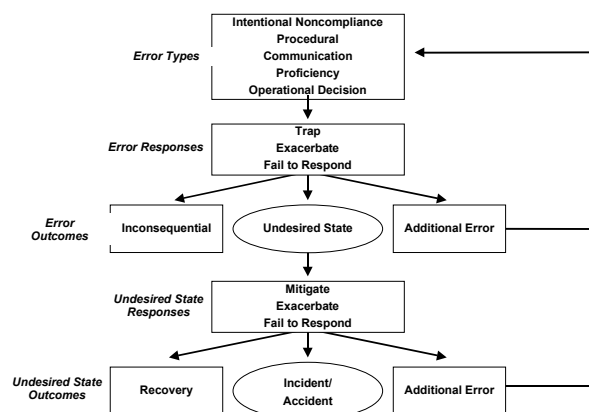 Intentional Noncompliance
Procedural
Error Types
Communication
Proficiency
Operational Decision
Trap
Error Responses
Exacerbate
Fail to Respond
Error
Outcomes
Inconsequential
Undesired State
Additional Error
Undesired State
Responses
Mitigate
Exacerbate
Fail to Respond
Undesired State
Outcomes
Recovery
Incident/
Accident
Additional Error